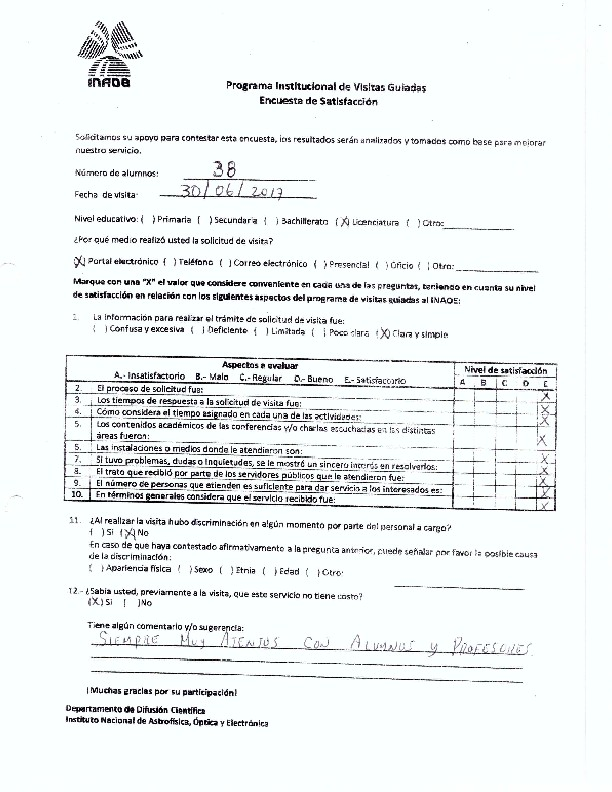 INAOE
Programa Institucional de Visitas Guiadas
Encuesta de Satisfacción
Solicitamos su apoyo para contestar esta encuesta, los resultados serán analizados y tomados como base para mejorar
nuestro servicio.
Número de alumnos: 38
Fecha de visita: 30/06/2017
Nivel educativo: ( ) Primaria ( ) Secundaria ( ) Bachillerato (X) Licenciatura ( ) Otro:
¿Por qué medio realizó usted la solicitud de visita?
(X) Portal electrónico ( ) Teléfono ( ) Correo electrónico ( ) Presencial ( ) Oficio ( ) Otro:
Marque con una "X" el valor que considere conveniente en cada una de las preguntas, teniendo en cuenta su nivel
de satisfacción en relación con los siguientes aspectos del programa de visitas guiadas al INAOE:
1. La información para realizar el trámite de solicitud de visita fue:
( ) Confusa y excesiva ( ) Deficiente ( ) Limitada ( ) Poco clara (X) Clara y simple
Aspectos a evaluar Nivel de satisfacción
A.- Insatisfactorio B.- Malo C.- Regular D.- Bueno E.- Satisfactorio A B C D E
2. El proceso de solicitud fue: X
3. Los tiempos de respuesta a la solicitud de visita fue: X
4. Cómo considera el tiempo asignado en cada una de las actividades: X
5. Los contenidos académicos de las conferencias y/o charlas escuchadas en las distintas
áreas fueron: X
6. Las instalaciones o medios donde le atendieron son:
7. Si tuvo problemas, dudas o inquietudes, se le mostró un sincero interés en resolverlos: X
8. El trato que recibió por parte de los servidores públicos que le atendieron fue: X
9. El número de personas que atienden es suficiente para dar servicio a los interesados es: X
10. En términos generales considera que el servicio recibido fue: X
11. ¿Al realizar la visita hubo discriminación en algún momento por parte del personal a cargo?
( ) Si (X) No
En caso de que haya contestado afirmativamente a la pregunta anterior, puede señalar por favor la posible causa
de la discriminación:
( ) Apariencia física ( ) Sexo ( ) Etnia ( ) Edad ( ) Otro:
12.- ¿Sabía usted, previamente a la visita, que este servicio no tiene costo?
(X) Si ( ) No
Tiene algún comentario y/o sugerencia:
SIEMPRE MUY ATENTOS CON ALUMNOS Y PROFESORES
¡Muchas gracias por su participación!
Departamento de Difusión Científica
Instituto Nacional de Astrofísica, Óptica y Electrónica